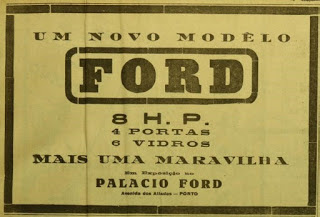 UM NOVO MODÊLO
FORD
8 H. P.
4 PORTAS
6 VIDROS
MAIS UMA MARAVILHA
Em Exposição no
PALACIO FORD
Avenida dos Aliados — PORTO